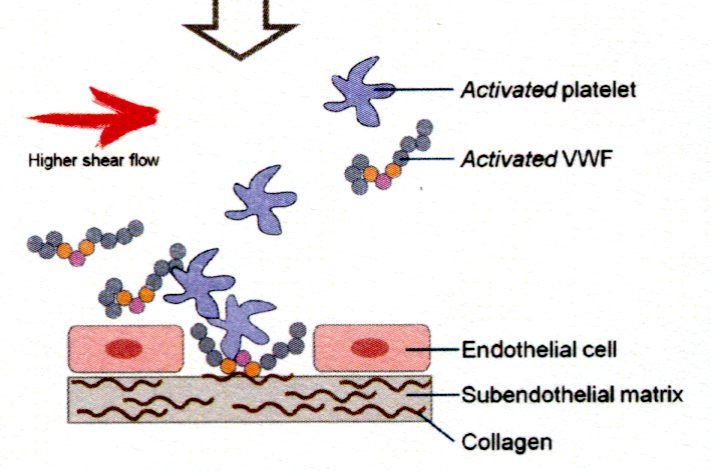 Activated platelet
Higher shear flow
Activated VWF
Endothelial cell
Subendothelial matrix
Collagen